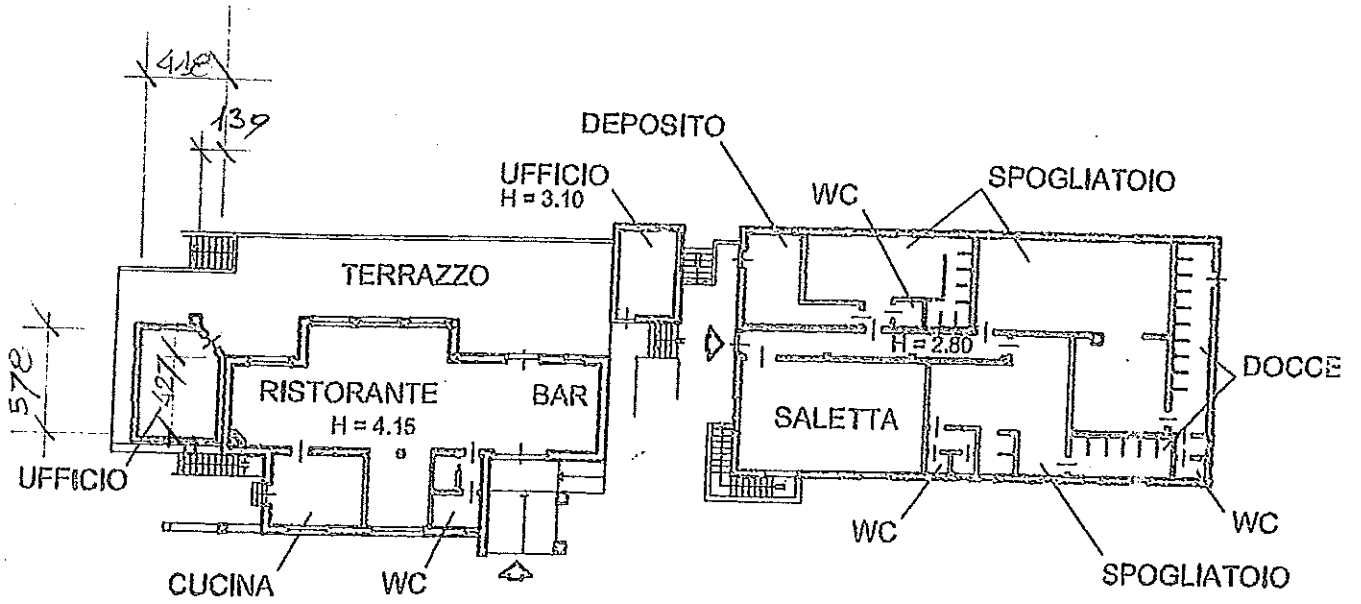 418
139
DEPOSITO
UFFICIO
H = 3.10
WC
SPOGLIATOIO
TERRAZZO
578
427
H = 2.80
DOCCE
RISTORANTE
BAR
H = 4.15
SALETTA
UFFICIO
WC
WC
CUCINA
WC
SPOGLIATOIO